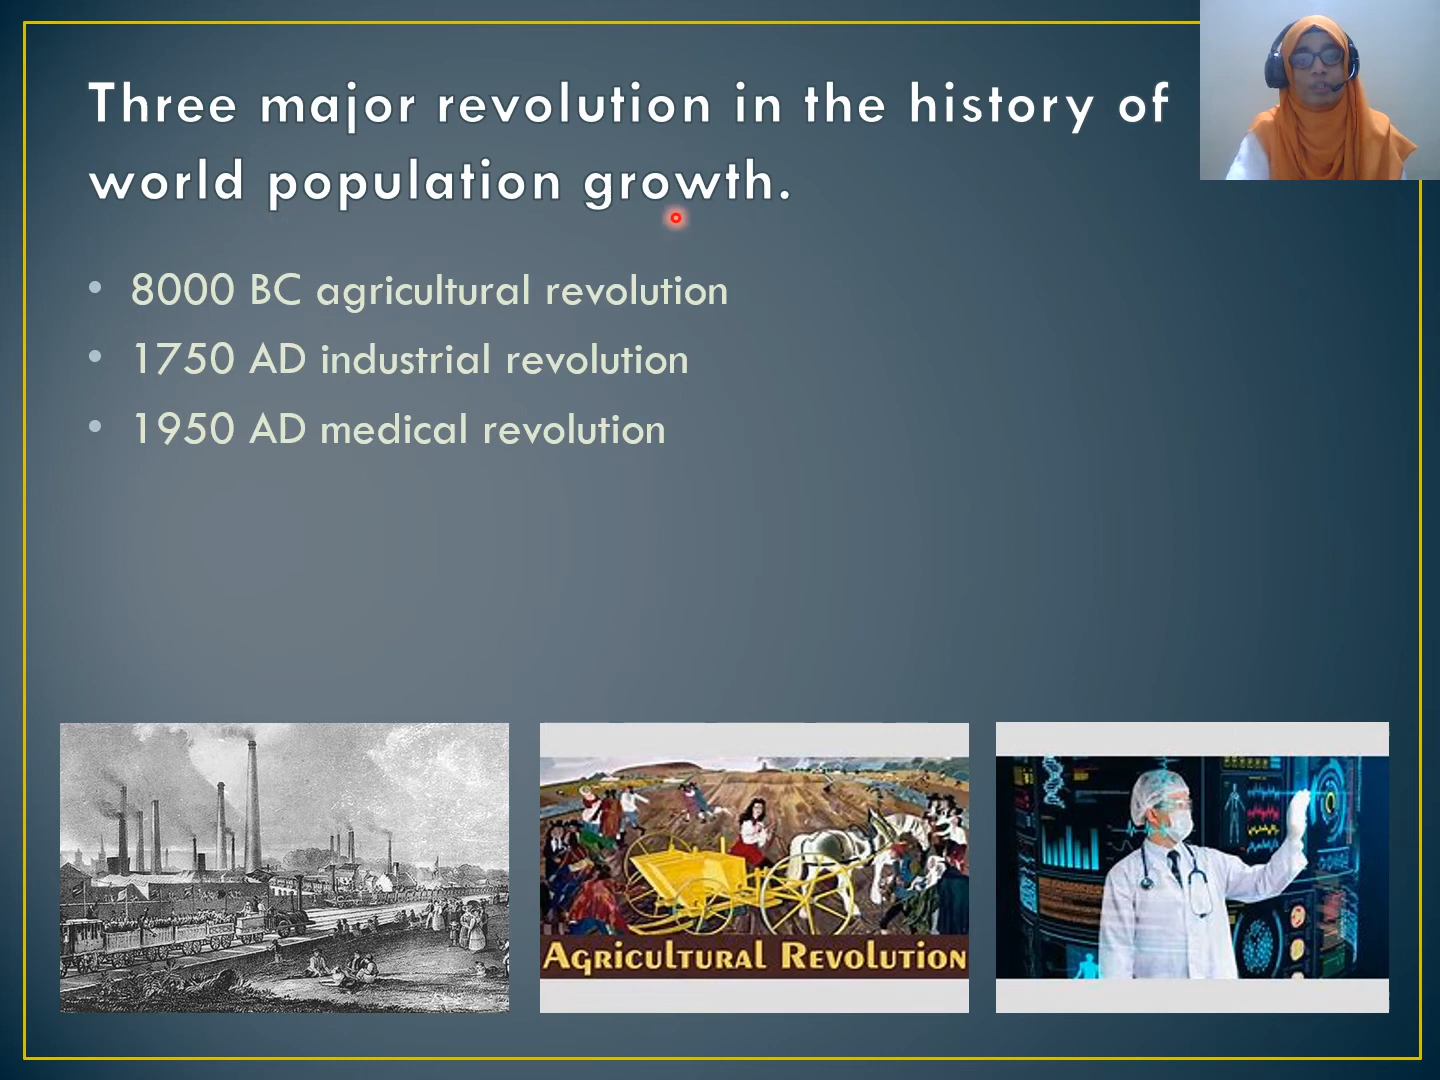 Three major revolution in the history of
world population growth.
• 8000 BC agricultural revolution
• 1750 AD industrial revolution
• 1950 AD medical revolution
Agricultural Revolution